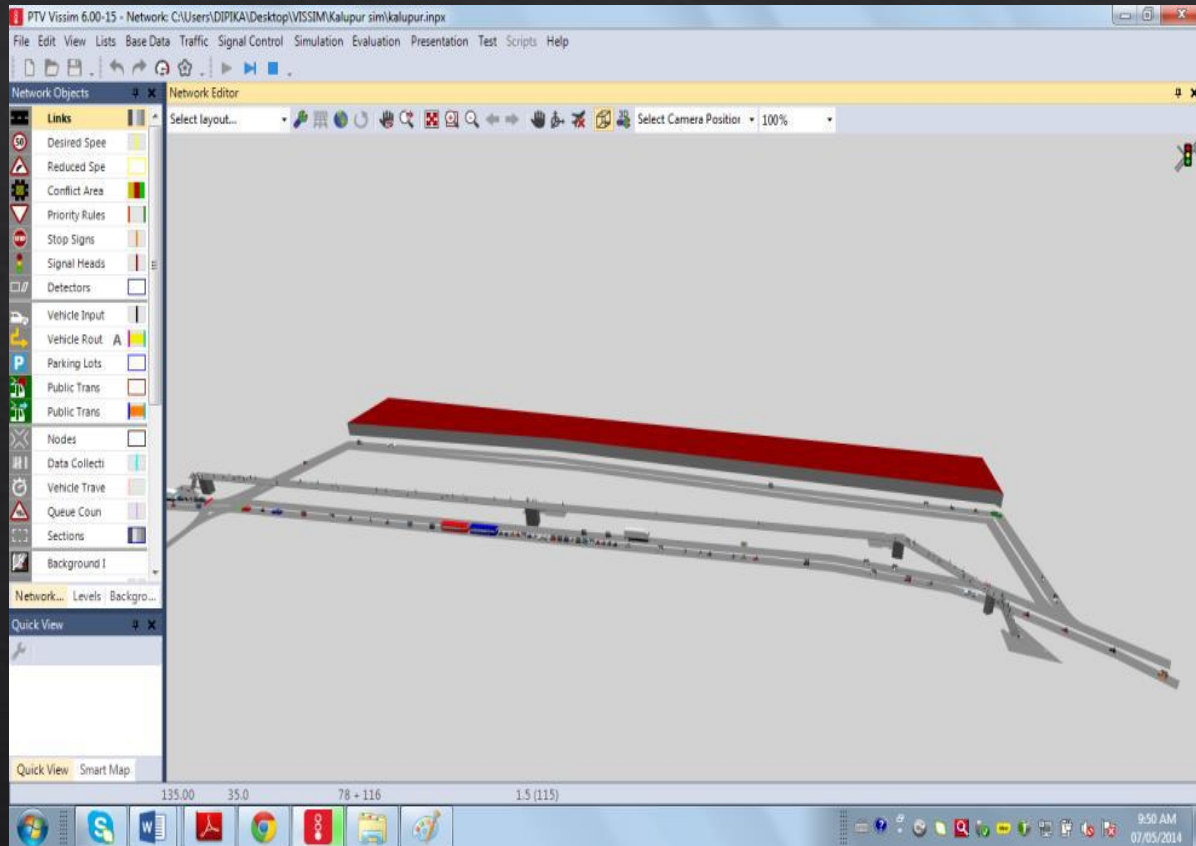 PTV Vissim 6.00-15 - Network: C:\Users\DIPIKA\Desktop\VISSIM\Kalupur sim\kalupur.inpx
File Edit View Lists Base Data Traffic Signal Control Simulation Evaluation Presentation Test Scripts Help
Network Objects
Links
50 Desired Spee
Reduced Spe
Conflict Area
Priority Rules
STOP Stop Signs
Signal Heads
Detectors
Vehicle Input
Vehicle Rout A
P Parking Lots
Public Trans
Public Trans
Nodes
Data Collecti
Vehicle Trave
Queue Coun
Sections
Background I
Network... Levels Backgro...
Quick View
Quick View Smart Map
Network Editor
Select layout... Select Camera Position 100%
135.00 35.0 78 + 116 1.5 (115)
9:50 AM
07/05/2014